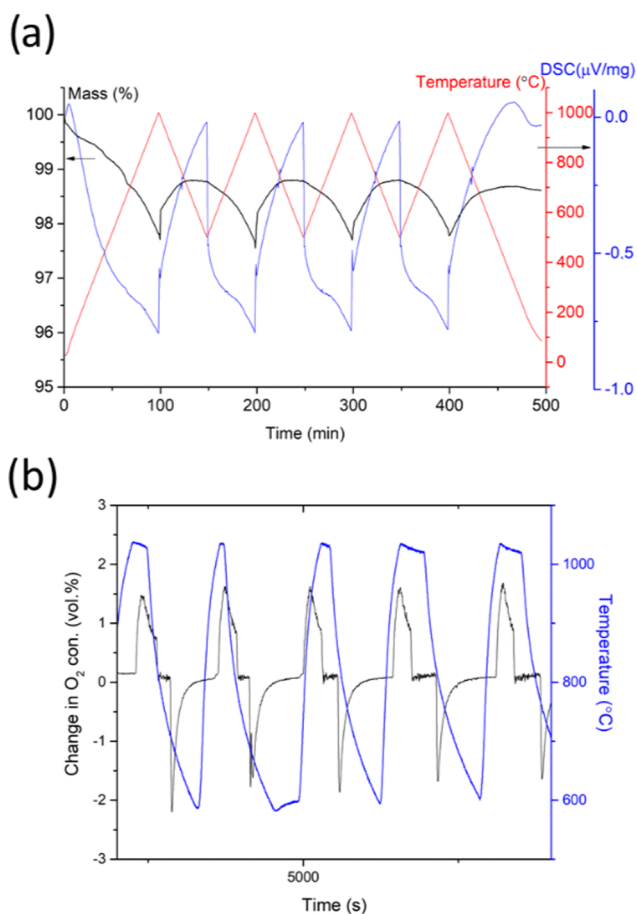 (a)
Mass (%)
Temperature (°C)
DSC(μV/mg)
100
99
98
97
96
95
1000
800
600
400
200
0
0.0
-0.5
-1.0
0 100 200 300 400 500
Time (min)
(b)
Change in O₂ con. (vol.%)
3
2
1
0
-1
-2
-3
1000
800
600
Temperature (°C)
5000
Time (s)